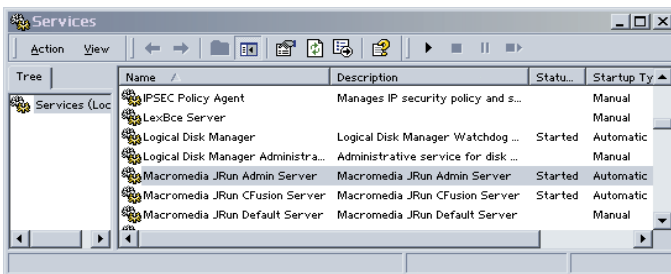 Services
Action View
Tree Name Description Statu... Startup Ty
Services (Loc
IPSEC Policy Agent Manages IP security policy and s... Manual
LexBce Server Manual
Logical Disk Manager Logical Disk Manager Watchdog ... Started Automatic
Logical Disk Manager Administra... Administrative service for disk ... Manual
Macromedia JRun Admin Server Macromedia JRun Admin Server Started Automatic
Macromedia JRun CFusion Server Macromedia JRun CFusion Server Started Automatic
Macromedia JRun Default Server Macromedia JRun Default Server Manual